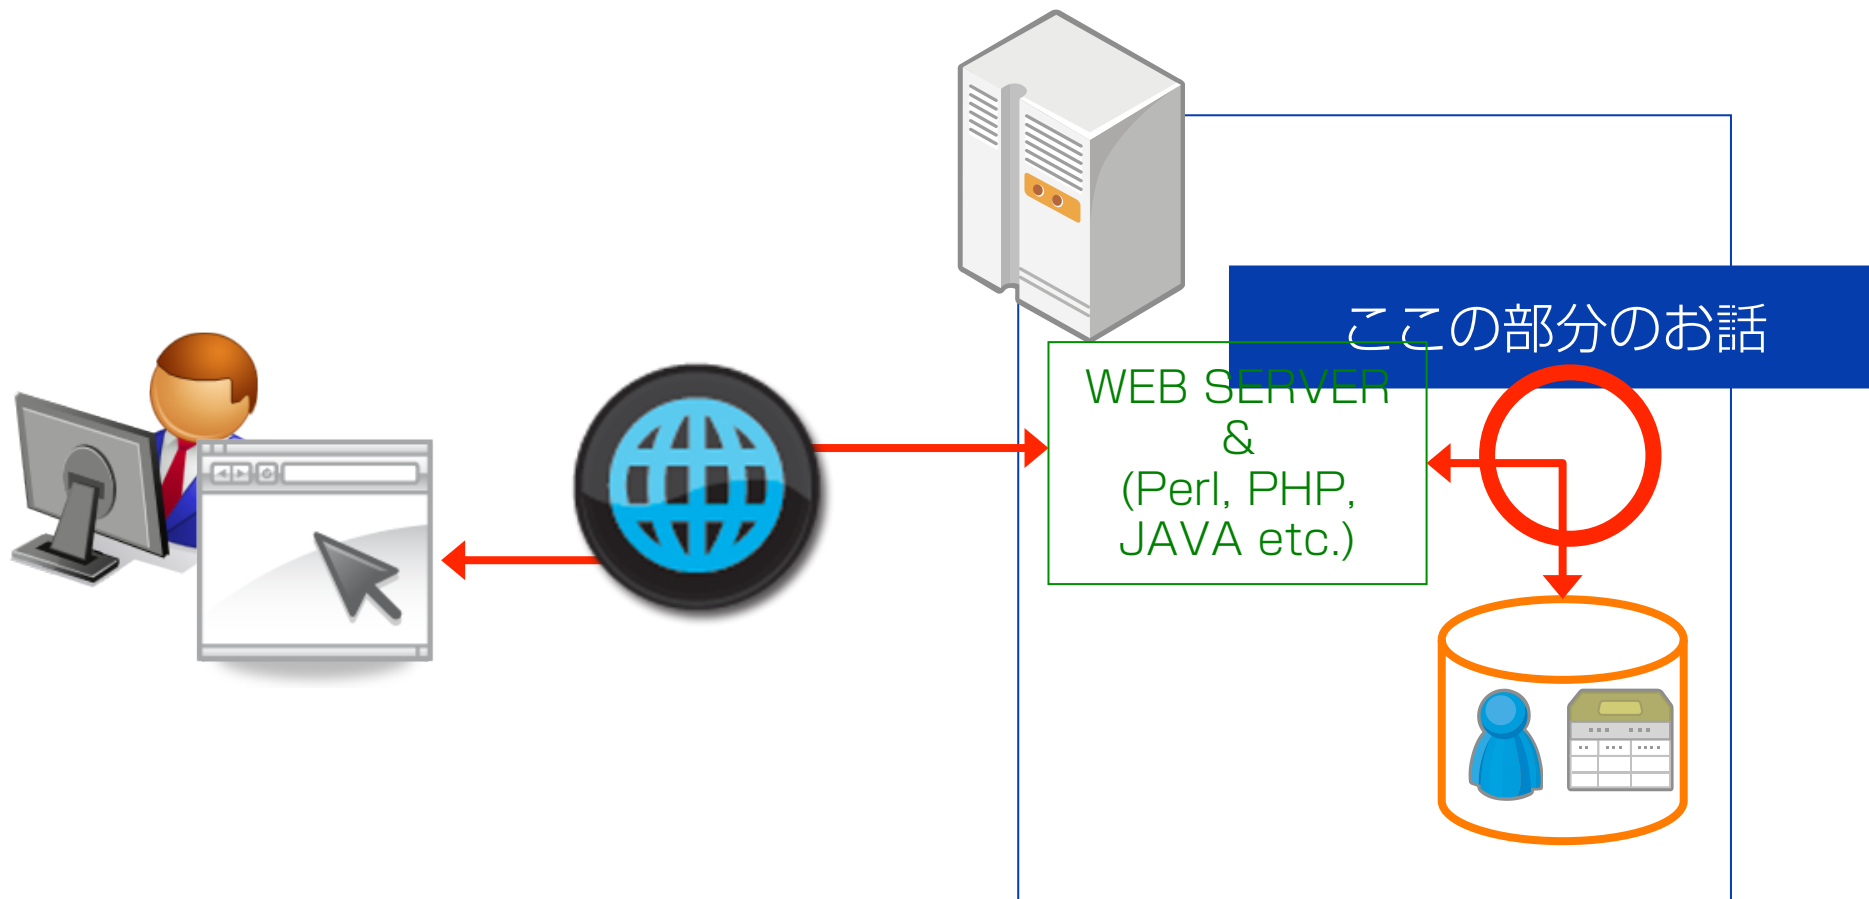 ここの部分のお話
WEB SERVER
&
(Perl, PHP,
JAVA etc.)